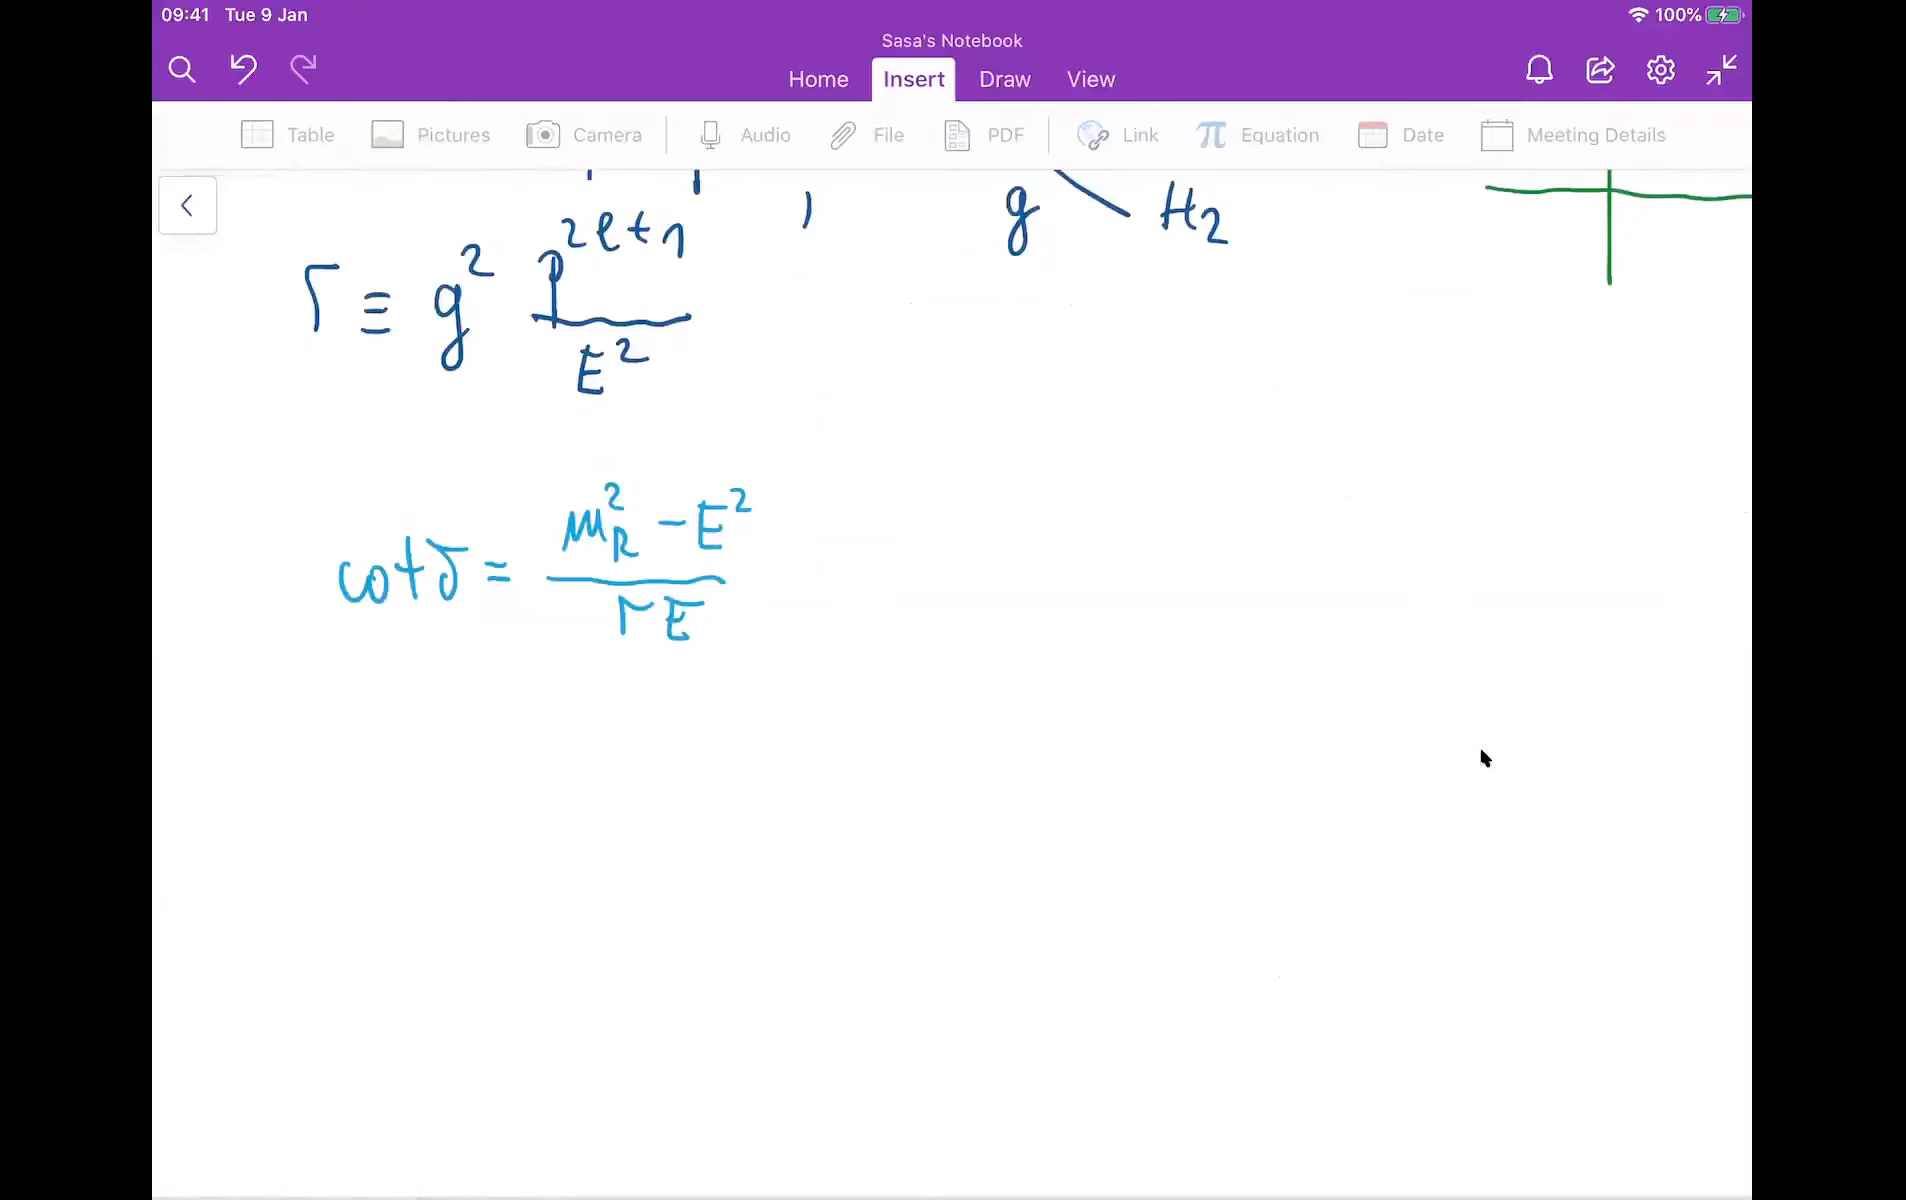 09:41 Tue 9 Jan 100%
Sasa's Notebook
Home Insert Draw View
Table Pictures Camera Audio File PDF Link Equation Date Meeting Details
, g H₂
Γ ≡ g² p^{2ℓ+1} / E²
cot δ = (m_R² − E²) / (Γ E)